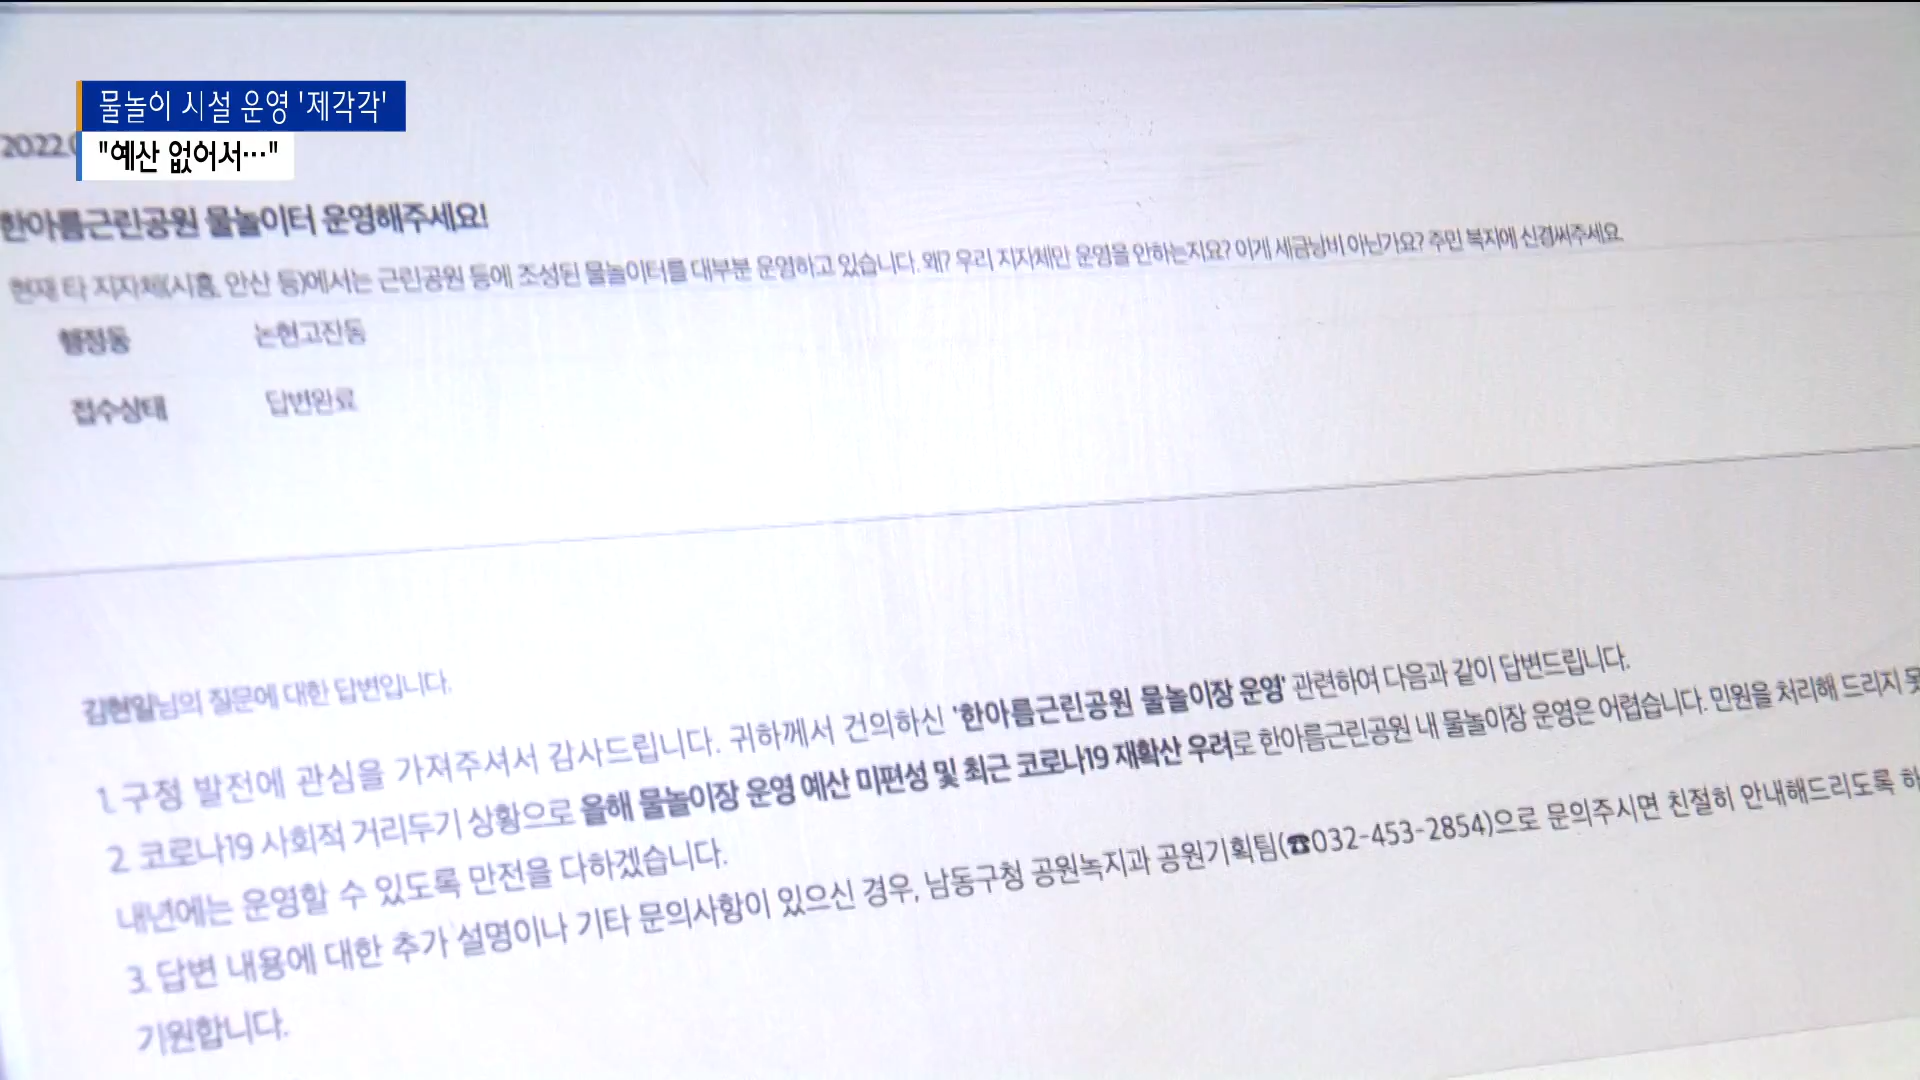 물놀이 시설 운영 '제각각'
"예산 없어서…"
2022
한아름근린공원 물놀이터 운영해주세요!
현재 타 지자체(시흥, 안산 등)에서는 근린공원 등에 조성된 물놀이터를 대부분 운영하고 있습니다. 왜? 우리 지자체만 운영을 안하는지요? 이게 세금낭비 아닌가요? 주민 복지에 신경써주세요.
행정동 논현고잔동
접수상태 답변완료
김현일님의 질문에 대한 답변입니다.
1. 구정 발전에 관심을 가져주셔서 감사드립니다. 귀하께서 건의하신 '한아름근린공원 물놀이장 운영' 관련하여 다음과 같이 답변드립니다.
2. 코로나19 사회적 거리두기 상황으로 올해 물놀이장 운영 예산 미편성 및 최근 코로나19 재확산 우려로 한아름근린공원 내 물놀이장 운영은 어렵습니다. 민원을 처리해 드리지 못
내년에는 운영할 수 있도록 만전을 다하겠습니다.
3. 답변 내용에 대한 추가 설명이나 기타 문의사항이 있으신 경우, 남동구청 공원녹지과 공원기획팀(☎032-453-2854)으로 문의주시면 친절히 안내해드리도록 하
기원합니다.